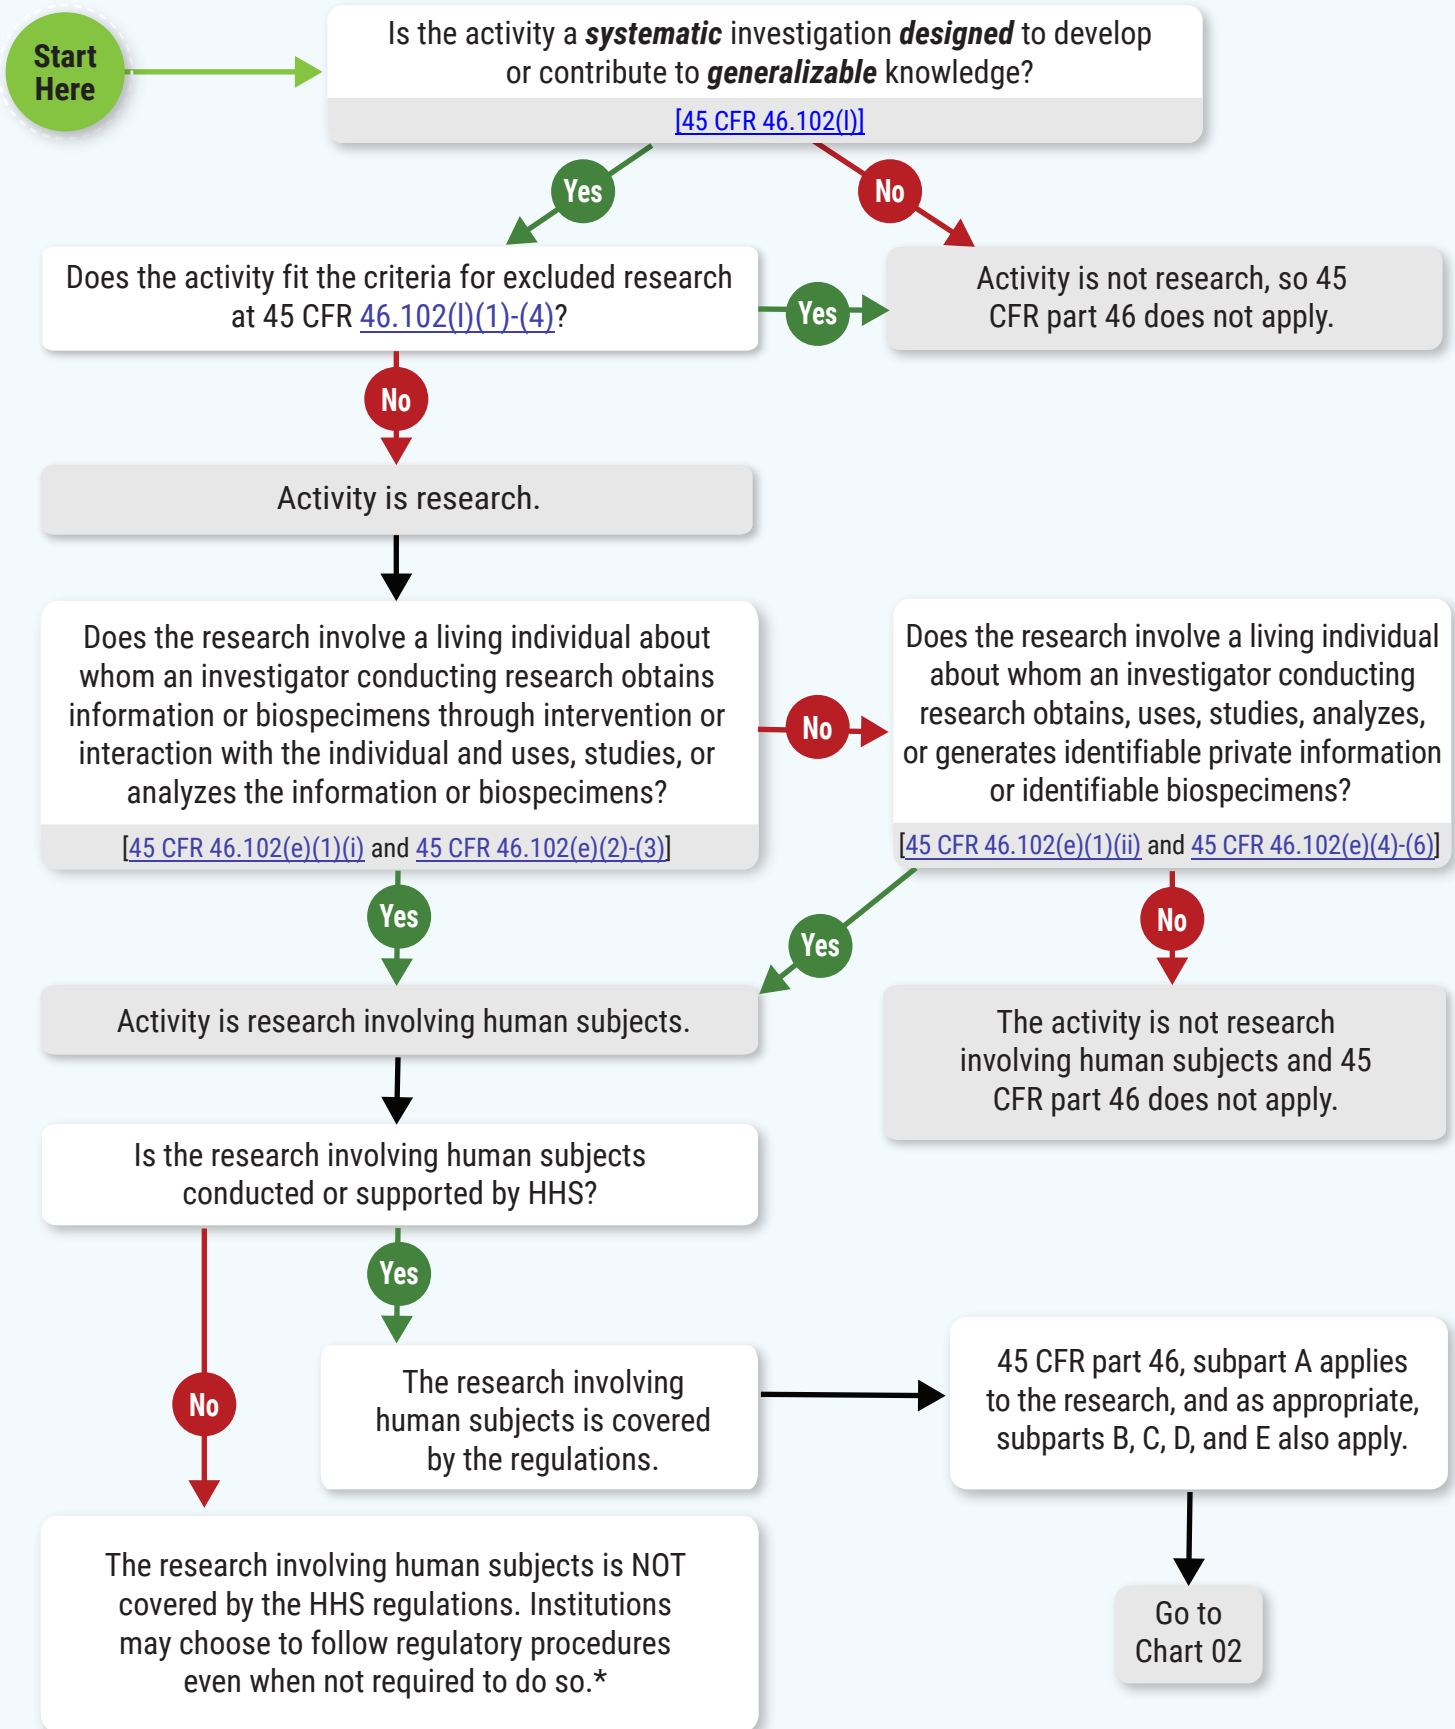 Start
Here
Is the activity a systematic investigation designed to develop
or contribute to generalizable knowledge?
[45 CFR 46.102(l)]
Yes
No
Does the activity fit the criteria for excluded research
at 45 CFR 46.102(l)(1)-(4)?
Yes
Activity is not research, so 45
CFR part 46 does not apply.
No
Activity is research.
Does the research involve a living individual about
whom an investigator conducting research obtains
information or biospecimens through intervention or
interaction with the individual and uses, studies, or
analyzes the information or biospecimens?
[45 CFR 46.102(e)(1)(i) and 45 CFR 46.102(e)(2)-(3)]
No
Does the research involve a living individual
about whom an investigator conducting
research obtains, uses, studies, analyzes,
or generates identifiable private information
or identifiable biospecimens?
[45 CFR 46.102(e)(1)(ii) and 45 CFR 46.102(e)(4)-(6)]
Yes
Yes
No
Activity is research involving human subjects.
The activity is not research
involving human subjects and 45
CFR part 46 does not apply.
Is the research involving human subjects
conducted or supported by HHS?
Yes
No
The research involving
human subjects is covered
by the regulations.
45 CFR part 46, subpart A applies
to the research, and as appropriate,
subparts B, C, D, and E also apply.
The research involving human subjects is NOT
covered by the HHS regulations. Institutions
may choose to follow regulatory procedures
even when not required to do so.*
Go to
Chart 02